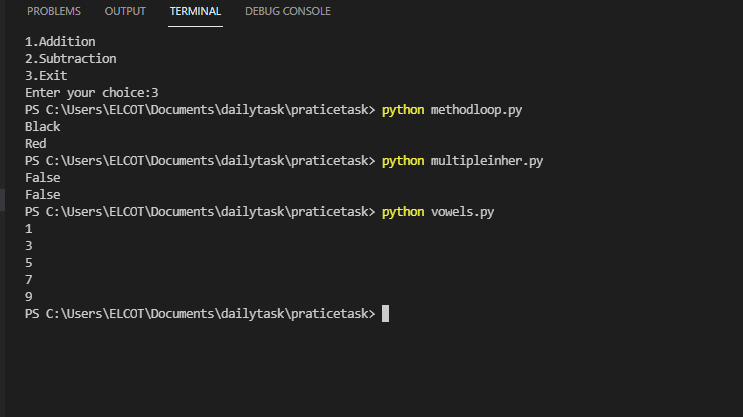 PROBLEMS OUTPUT TERMINAL DEBUG CONSOLE
1.Addition
2.Subtraction
3.Exit
Enter your choice:3
PS C:\Users\ELCOT\Documents\dailytask\praticetask> python methodloop.py
Black
Red
PS C:\Users\ELCOT\Documents\dailytask\praticetask> python multipleinher.py
False
False
PS C:\Users\ELCOT\Documents\dailytask\praticetask> python vowels.py
1
3
5
7
9
PS C:\Users\ELCOT\Documents\dailytask\praticetask>